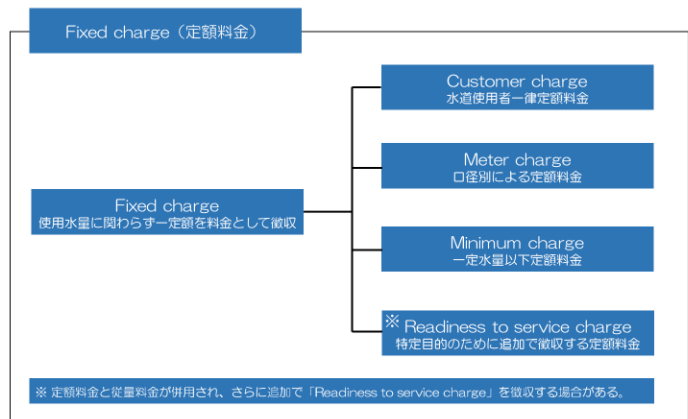 Fixed charge（定額料金）
Customer charge
水道使用者一律定額料金
Meter charge
口径別による定額料金
Fixed charge
使用水量に関わらず一定額を料金として徴収
Minimum charge
一定水量以下定額料金
※ Readiness to service charge
特定目的のために追加で徴収する定額料金
※ 定額料金と従量料金が併用され、さらに追加で「Readiness to service charge」を徴収する場合がある。